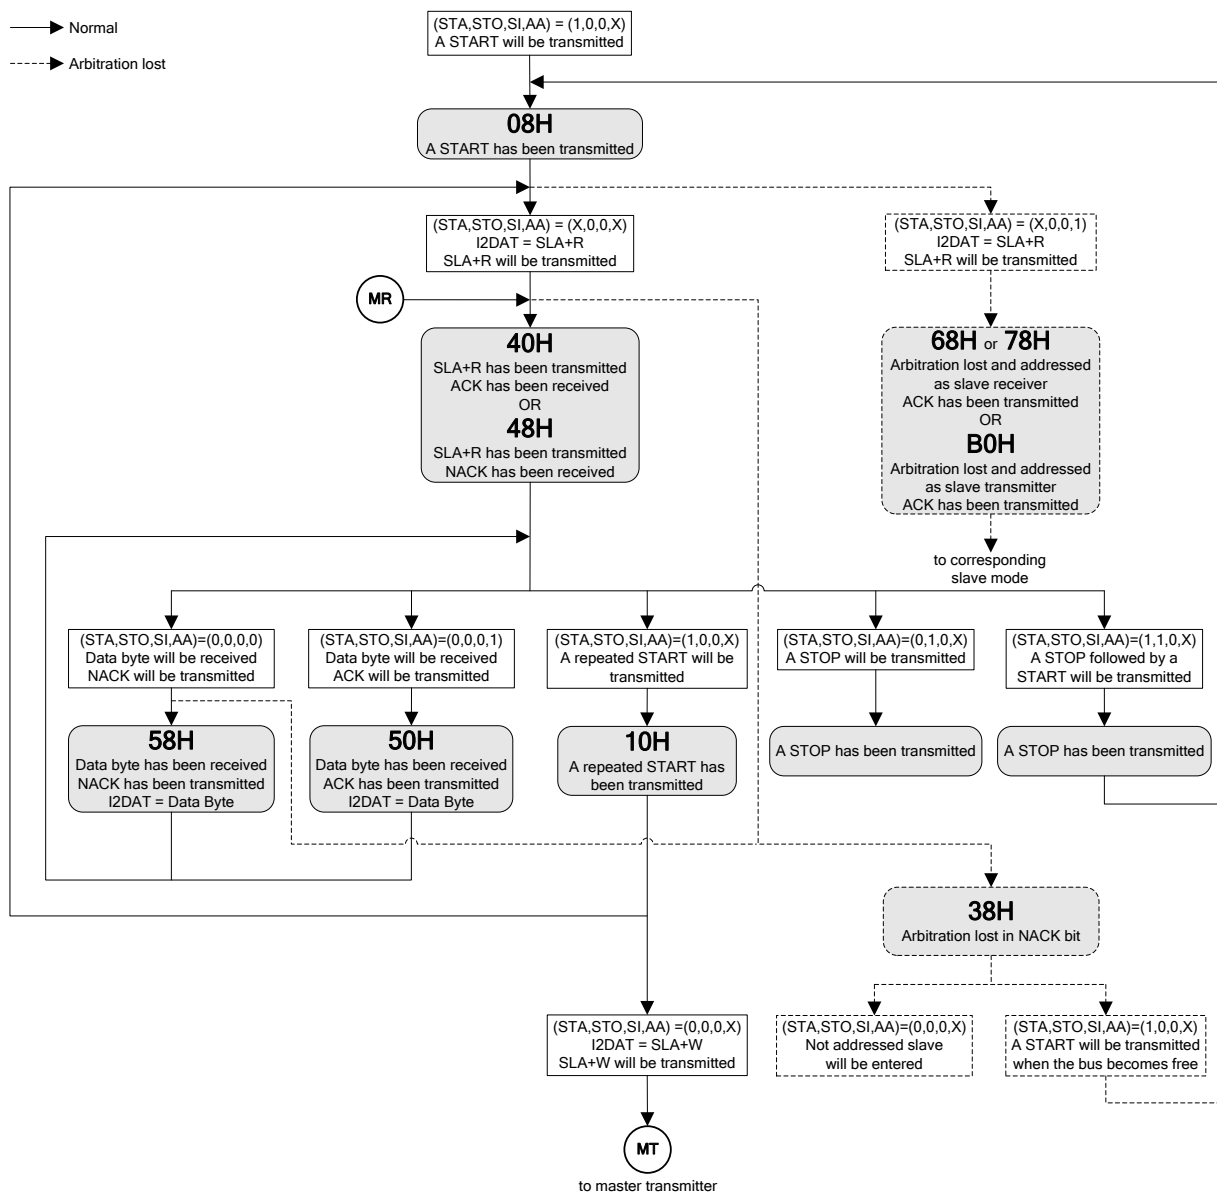 Normal
Arbitration lost
(STA,STO,SI,AA) = (1,0,0,X)
A START will be transmitted
08H
A START has been transmitted
(STA,STO,SI,AA) = (X,0,0,X)
I2DAT = SLA+R
SLA+R will be transmitted
(STA,STO,SI,AA) = (X,0,0,1)
I2DAT = SLA+R
SLA+R will be transmitted
MR
40H
SLA+R has been transmitted
ACK has been received
OR
48H
SLA+R has been transmitted
NACK has been received
68H or 78H
Arbitration lost and addressed
as slave receiver
ACK has been transmitted
OR
B0H
Arbitration lost and addressed
as slave transmitter
ACK has been transmitted
to corresponding
slave mode
(STA,STO,SI,AA)=(0,0,0,0)
Data byte will be received
NACK will be transmitted
(STA,STO,SI,AA)=(0,0,0,1)
Data byte will be received
ACK will be transmitted
(STA,STO,SI,AA)=(1,0,0,X)
A repeated START will be
transmitted
(STA,STO,SI,AA)=(0,1,0,X)
A STOP will be transmitted
(STA,STO,SI,AA)=(1,1,0,X)
A STOP followed by a
START will be transmitted
58H
Data byte has been received
NACK has been transmitted
I2DAT = Data Byte
50H
Data byte has been received
ACK has been transmitted
I2DAT = Data Byte
10H
A repeated START has
been transmitted
A STOP has been transmitted
A STOP has been transmitted
38H
Arbitration lost in NACK bit
(STA,STO,SI,AA) =(0,0,0,X)
I2DAT = SLA+W
SLA+W will be transmitted
(STA,STO,SI,AA)=(0,0,0,X)
Not addressed slave
will be entered
(STA,STO,SI,AA)=(1,0,0,X)
A START will be transmitted
when the bus becomes free
MT
to master transmitter